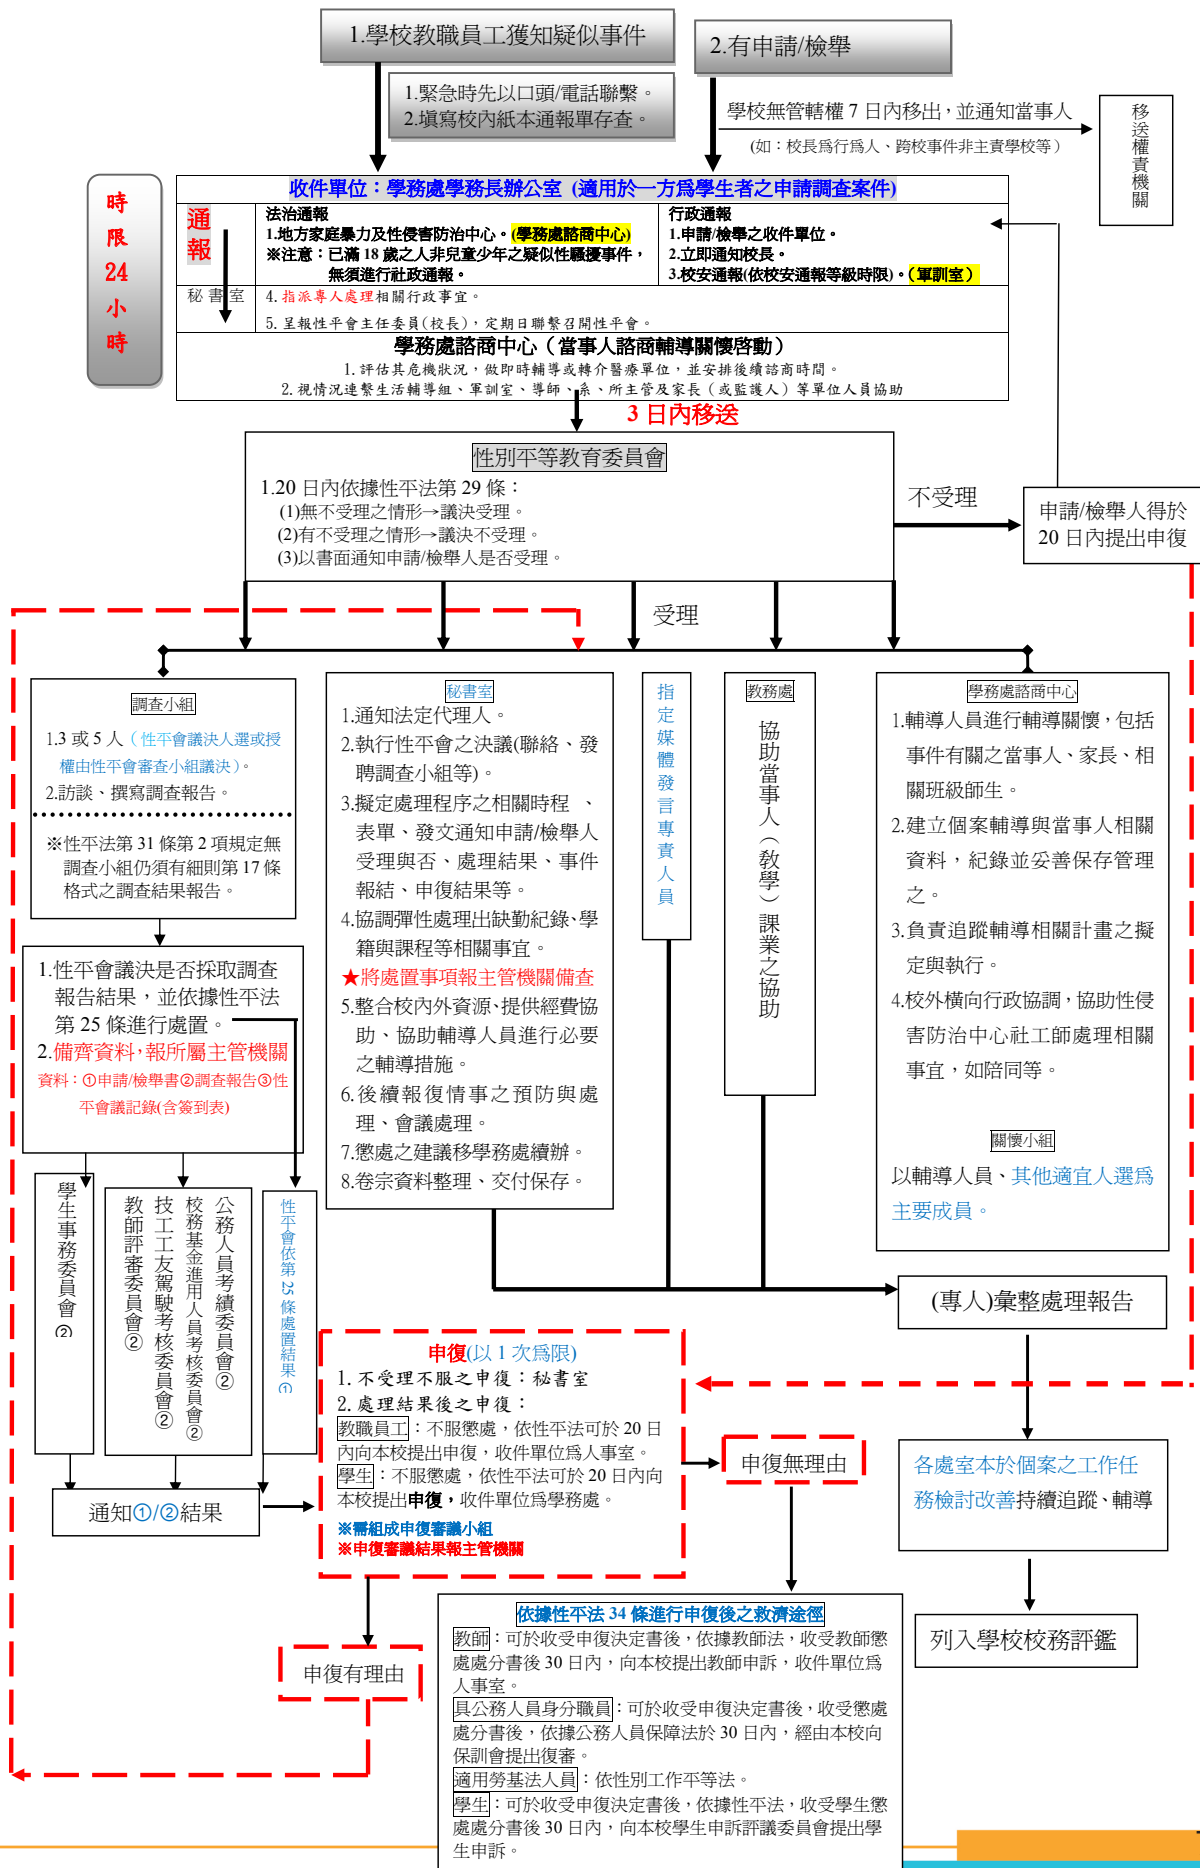 1.學校教職員工獲知疑似事件
2.有申請/檢舉
1.緊急時先以口頭/電話聯繫。
2.填寫校內紙本通報單存查。
學校無管轄權 7 日內移出，並通知當事人
(如：校長為行為人、跨校事件非主責學校等）
移送權責機關
時限24小時
收件單位：學務處學務長辦公室 (適用於一方為學生者之申請調查案件)
通報
法治通報
1.地方家庭暴力及性侵害防治中心。(學務處諮商中心)
※注意：已滿 18 歲之人非兒童少年之疑似性騷擾事件，
無須進行社政通報。
行政通報
1.申請/檢舉之收件單位。
2.立即通知校長。
3.校安通報(依校安通報等級時限)。（軍訓室）
秘書室
4. 指派專人處理相關行政事宜。
5. 呈報性平會主任委員(校長)，定期日聯繫召開性平會。
學務處諮商中心（當事人諮商輔導關懷啟動）
1. 評估其危機狀況，做即時輔導或轉介醫療單位，並安排後續諮商時間。
2. 視情況連繫生活輔導組、軍訓室、導師、系、所主管及家長（或監護人）等單位人員協助
3 日內移送
性別平等教育委員會
1.20 日內依據性平法第 29 條：
(1)無不受理之情形→議決受理。
(2)有不受理之情形→議決不受理。
(3)以書面通知申請/檢舉人是否受理。
不受理
申請/檢舉人得於
20 日內提出申復
受理
調查小組
1.3 或 5 人（性平會議決人選或授
權由性平會審查小組議決）。
2.訪談、撰寫調查報告。
※性平法第 31 條第 2 項規定無
調查小組仍須有細則第 17 條
格式之調查結果報告。
秘書室
1.通知法定代理人。
2.執行性平會之決議(聯絡、發
聘調查小組等)。
3.擬定處理程序之相關時程 、
表單、發文通知申請/檢舉人
受理與否、處理結果、事件
報結、申復結果等。
4.協調彈性處理出缺勤紀錄、學
籍與課程等相關事宜。
★將處置事項報主管機關備查
5.整合校內外資源、提供經費協
助、協助輔導人員進行必要
之輔導措施。
6.後續報復情事之預防與處
理、會議處理。
7.懲處之建議移學務處續辦。
8.卷宗資料整理、交付保存。
指定媒體發言專責人員
教務處
協助當事人（教學）課業之協助
學務處諮商中心
1.輔導人員進行輔導關懷，包括
事件有關之當事人、家長、相
關班級師生。
2.建立個案輔導與當事人相關
資料，紀錄並妥善保存管理
之。
3.負責追蹤輔導相關計畫之擬
定與執行。
4.校外橫向行政協調，協助性侵
害防治中心社工師處理相關
事宜，如陪同等。
關懷小組
以輔導人員、其他適宜人選為
主要成員。
1.性平會議決是否採取調查
報告結果，並依據性平法
第 25 條進行處置。
2.備齊資料，報所屬主管機關
資料：①申請/檢舉書②調查報告③性
平會議記錄(含簽到表)
學生事務委員會②
公務人員考績委員會②
校務基金進用人員考核委員會②
技工工友駕駛考核委員會②
教師評審委員會②
性平會依第 25 條處置結果①
(專人)彙整處理報告
申復(以 1 次為限)
1. 不受理不服之申復：秘書室
2. 處理結果後之申復：
教職員工：不服懲處，依性平法可於 20 日
內向本校提出申復，收件單位為人事室。
學生：不服懲處，依性平法可於 20 日內向
本校提出申復，收件單位為學務處。
※需組成申復審議小組
※申復審議結果報主管機關
通知①/②結果
申復無理由
各處室本於個案之工作任
務檢討改善持續追蹤、輔導
申復有理由
列入學校校務評鑑
依據性平法 34 條進行申復後之救濟途徑
教師：可於收受申復決定書後，依據教師法，收受教師懲
處處分書後 30 日內，向本校提出教師申訴，收件單位為
人事室。
具公務人員身分職員：可於收受申復決定書後，收受懲處
處分書後，依據公務人員保障法於 30 日內，經由本校向
保訓會提出復審。
適用勞基法人員：依性別工作平等法。
學生：可於收受申復決定書後，依據性平法，收受學生懲
處處分書後 30 日內，向本校學生申訴評議委員會提出學
生申訴。